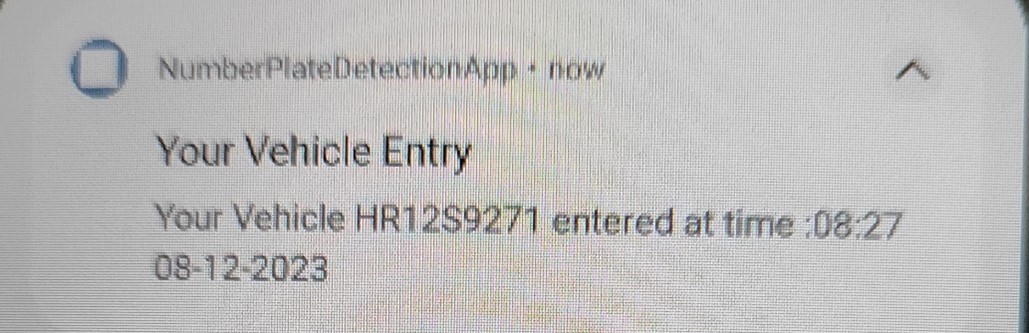 NumberPlateDetectionApp • now
Your Vehicle Entry
Your Vehicle HR12S9271 entered at time :08:27
08-12-2023